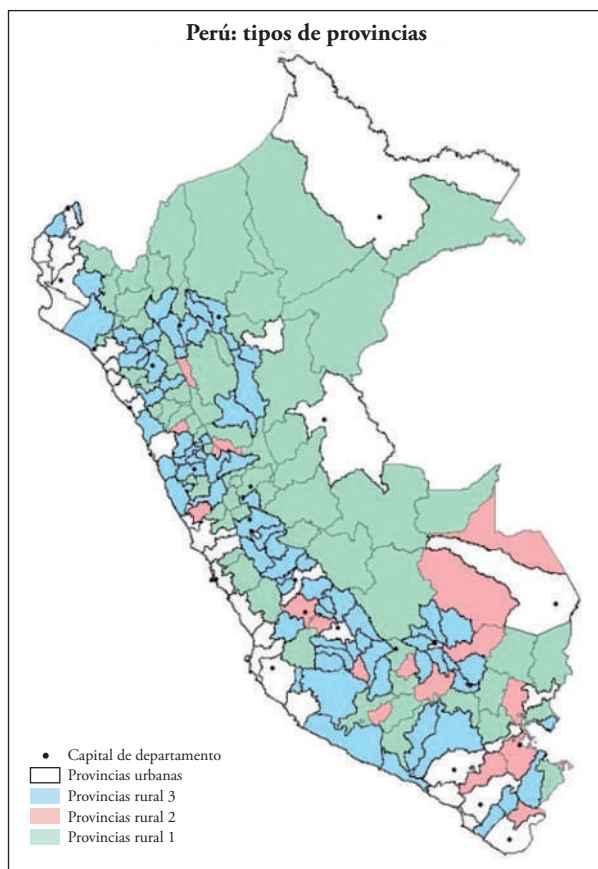 Perú: tipos de provincias
Capital de departamento
Provincias urbanas
Provincias rural 3
Provincias rural 2
Provincias rural 1